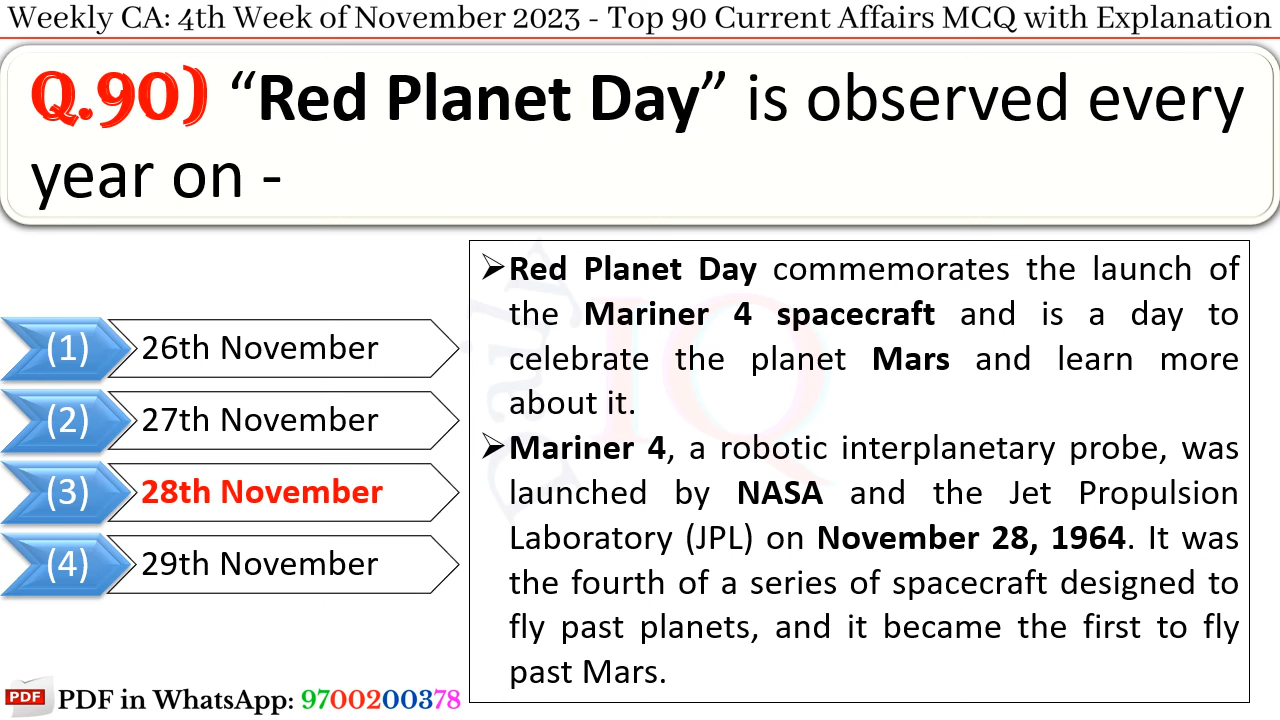 Weekly CA: 4th Week of November 2023 - Top 90 Current Affairs MCQ with Explanation
Q.90) “Red Planet Day” is observed every
year on -
(1) 26th November
(2) 27th November
(3) 28th November
(4) 29th November
➢Red Planet Day commemorates the launch of
the Mariner 4 spacecraft and is a day to
celebrate the planet Mars and learn more
about it.
➢Mariner 4, a robotic interplanetary probe, was
launched by NASA and the Jet Propulsion
Laboratory (JPL) on November 28, 1964. It was
the fourth of a series of spacecraft designed to
fly past planets, and it became the first to fly
past Mars.
Daily
IQ
PDF PDF in WhatsApp: 9700200378